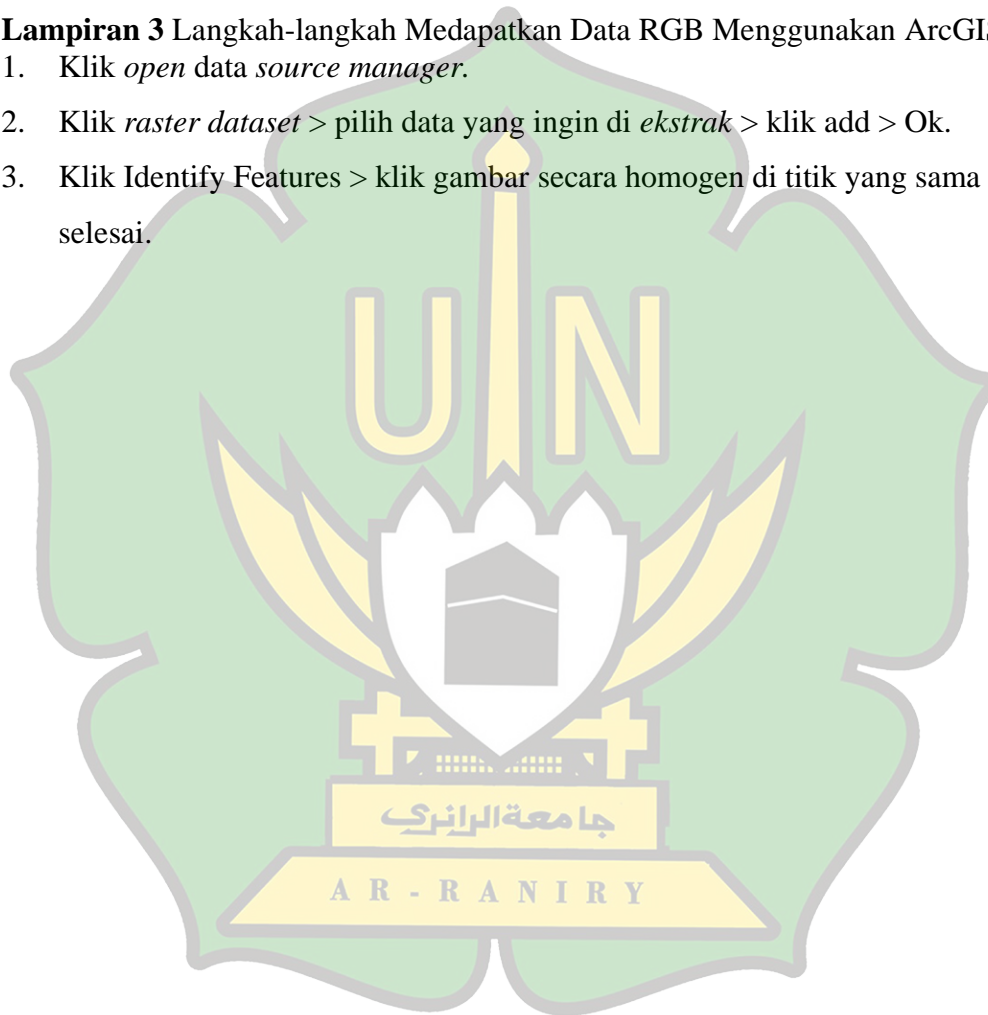 Lampiran 3 Langkah-langkah Medapatkan Data RGB Menggunakan ArcGIS
1. Klik open data source manager.
2. Klik raster dataset > pilih data yang ingin di ekstrak > klik add > Ok.
3. Klik Identify Features > klik gambar secara homogen di titik yang sama
selesai.
UIN
جامعةالرانري
AR-RANIRY